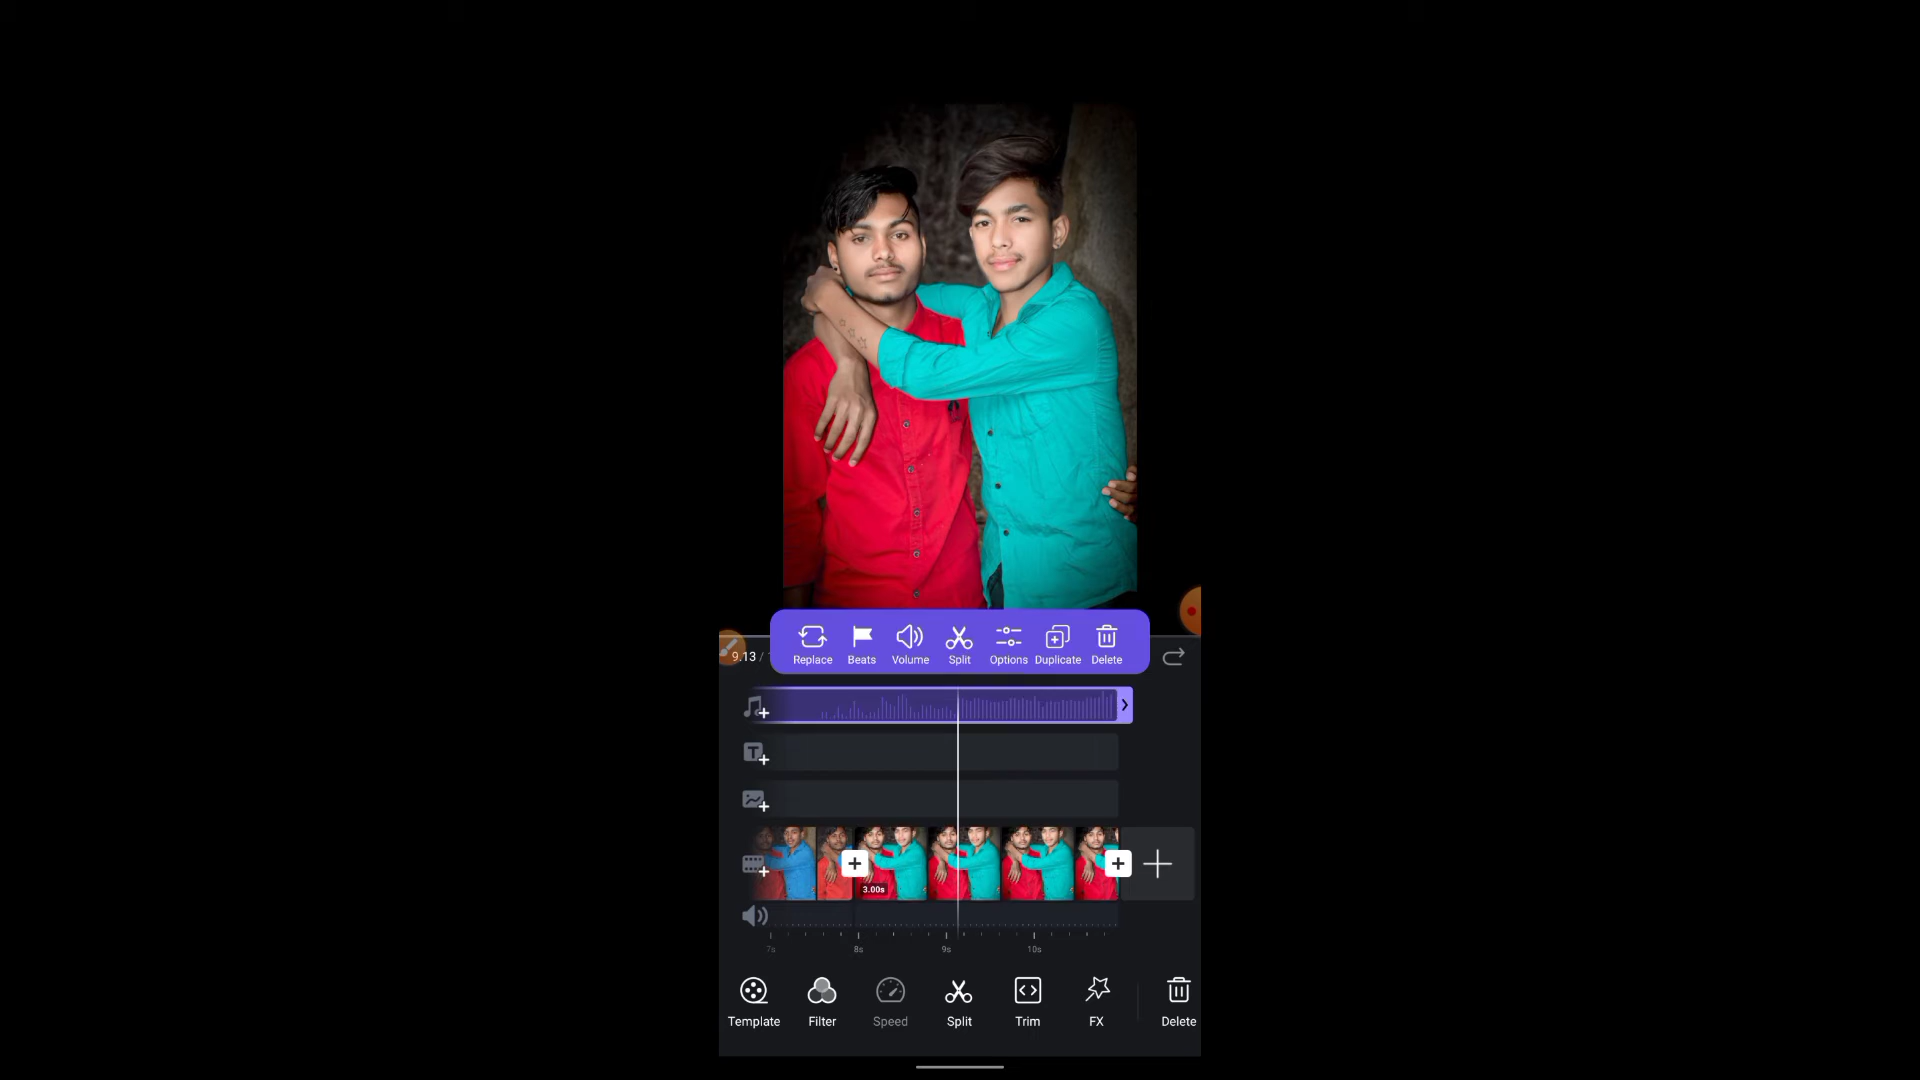 Replace Beats Volume Split Options Duplicate Delete
9.13 /
T
3.00s
7s 8s 9s 10s
Template Filter Speed Split Trim FX Delete